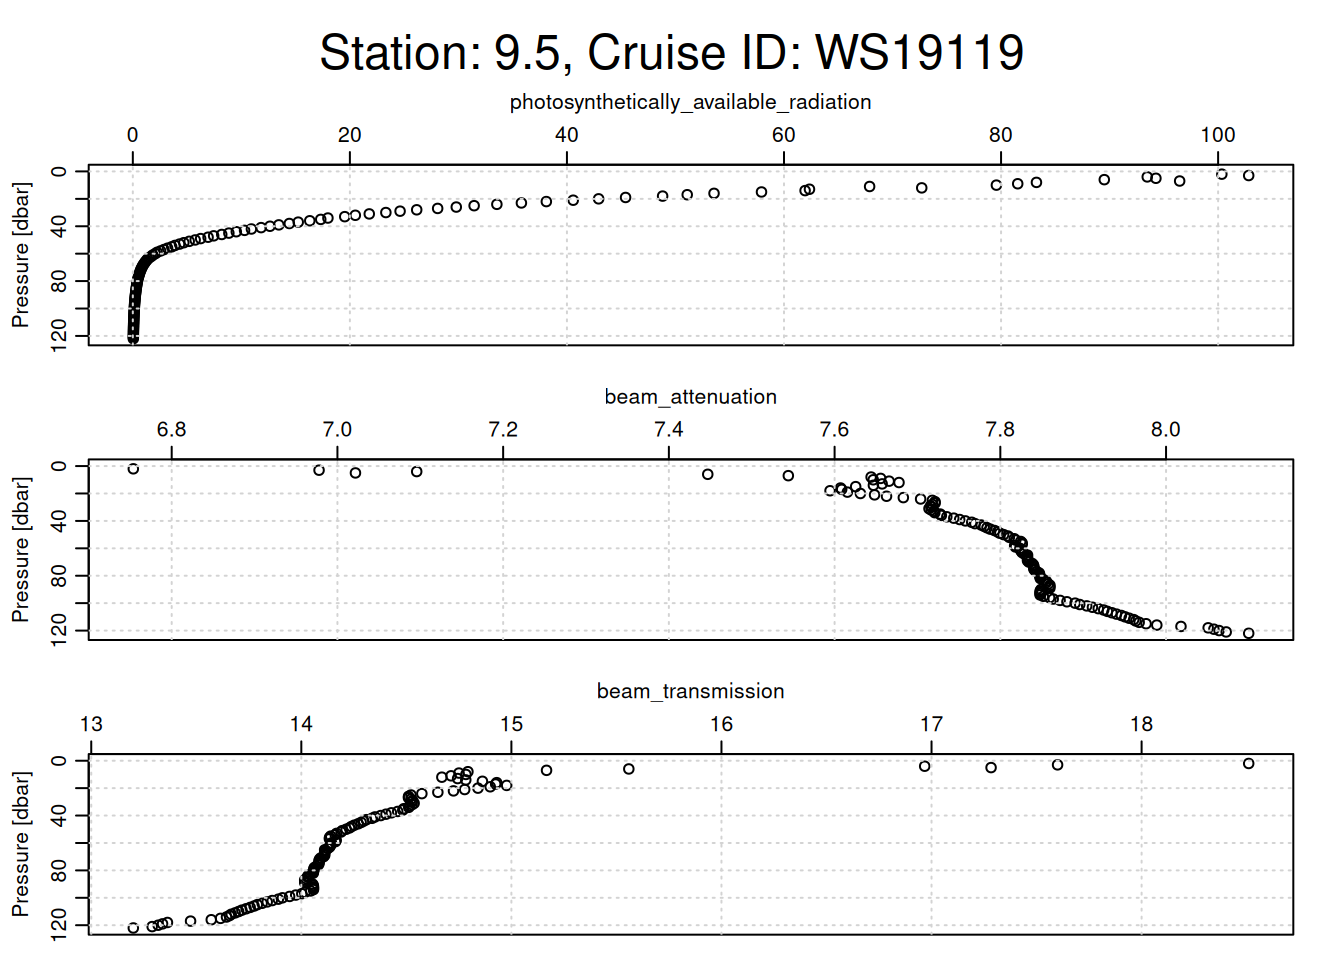 Station: 9.5, Cruise ID: WS19119
photosynthetically_available_radiation
0 20 40 60 80 100
Pressure [dbar]
0 40 80 120
beam_attenuation
6.8 7.0 7.2 7.4 7.6 7.8 8.0
Pressure [dbar]
0 40 80 120
beam_transmission
13 14 15 16 17 18
Pressure [dbar]
0 40 80 120